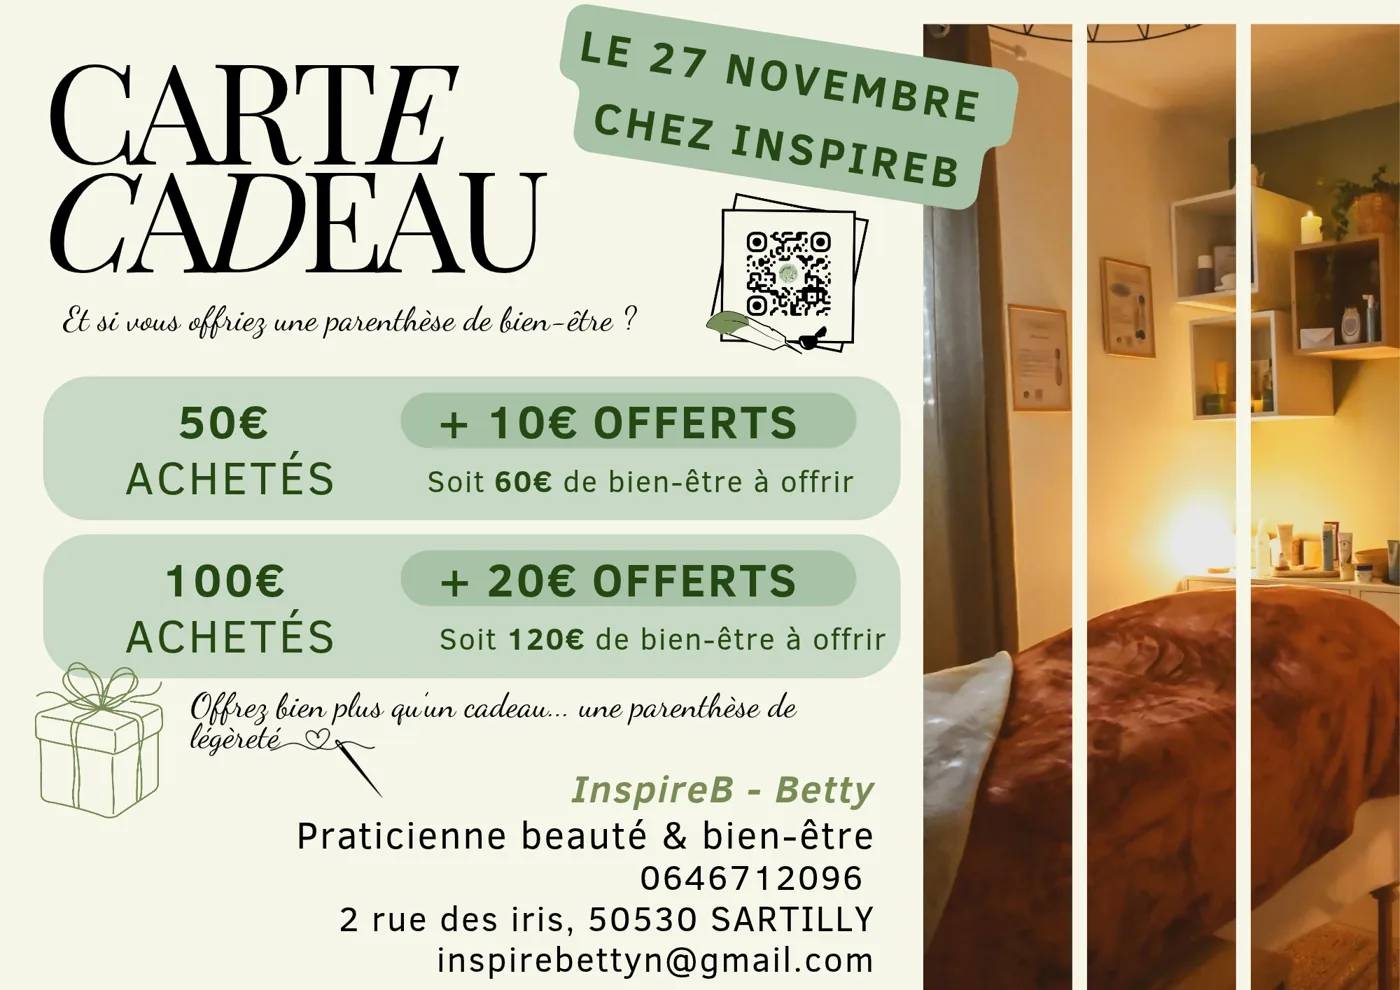 CARTE
CADEAU
LE 27 NOVEMBRE
CHEZ INSPIREB
Et si vous offriez une parenthèse de bien-être ?
50€
ACHETÉS
+ 10€ OFFERTS
Soit 60€ de bien-être à offrir
100€
ACHETÉS
+ 20€ OFFERTS
Soit 120€ de bien-être à offrir
Offrez bien plus qu'un cadeau... une parenthèse de
légèreté
InspireB - Betty
Praticienne beauté & bien-être
0646712096
2 rue des iris, 50530 SARTILLY
inspirebettyn@gmail.com